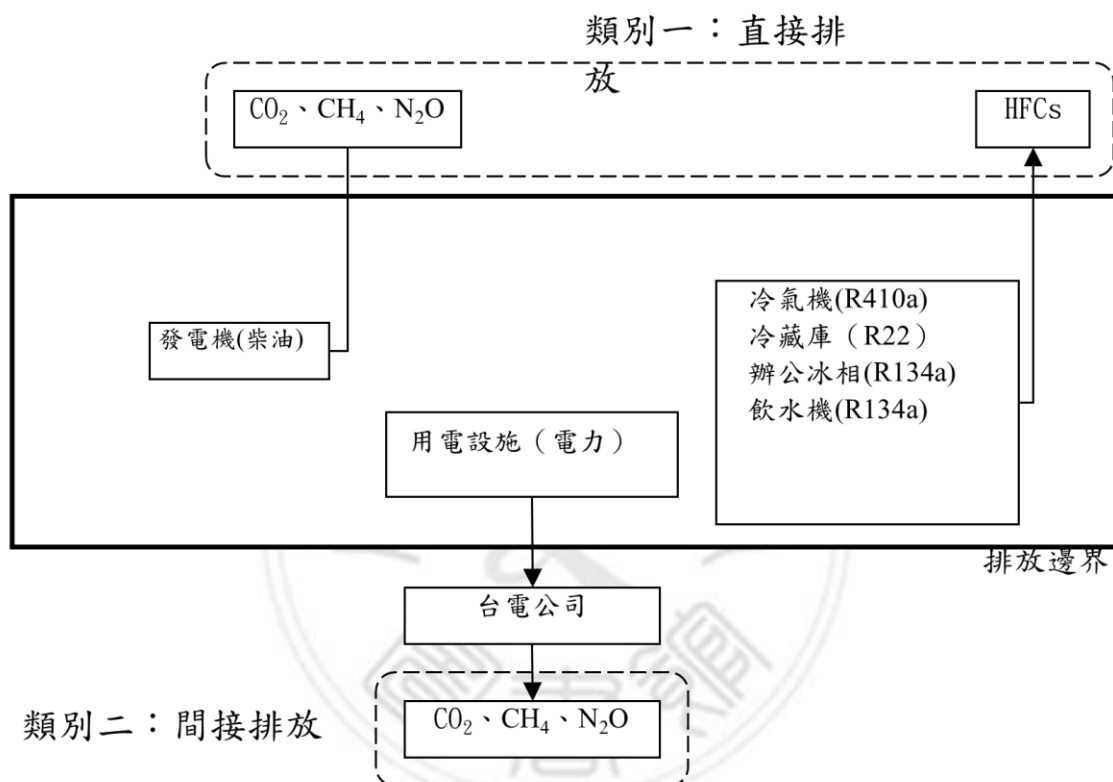 類別一：直接排
放
CO₂、CH₄、N₂O
HFCs
發電機(柴油)
冷氣機(R410a)
冷藏庫（R22）
辦公冰相(R134a)
飲水機(R134a)
用電設施（電力）
排放邊界
台電公司
類別二：間接排放
CO₂、CH₄、N₂O